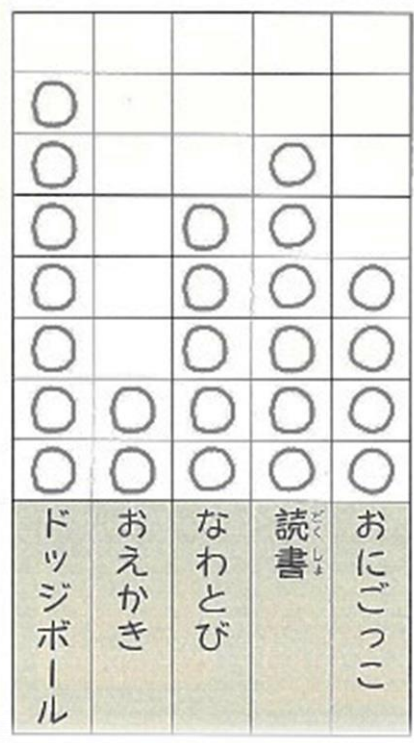 ドッジボール
おえかき
なわとび
読書
どくしょ
おにごっこ